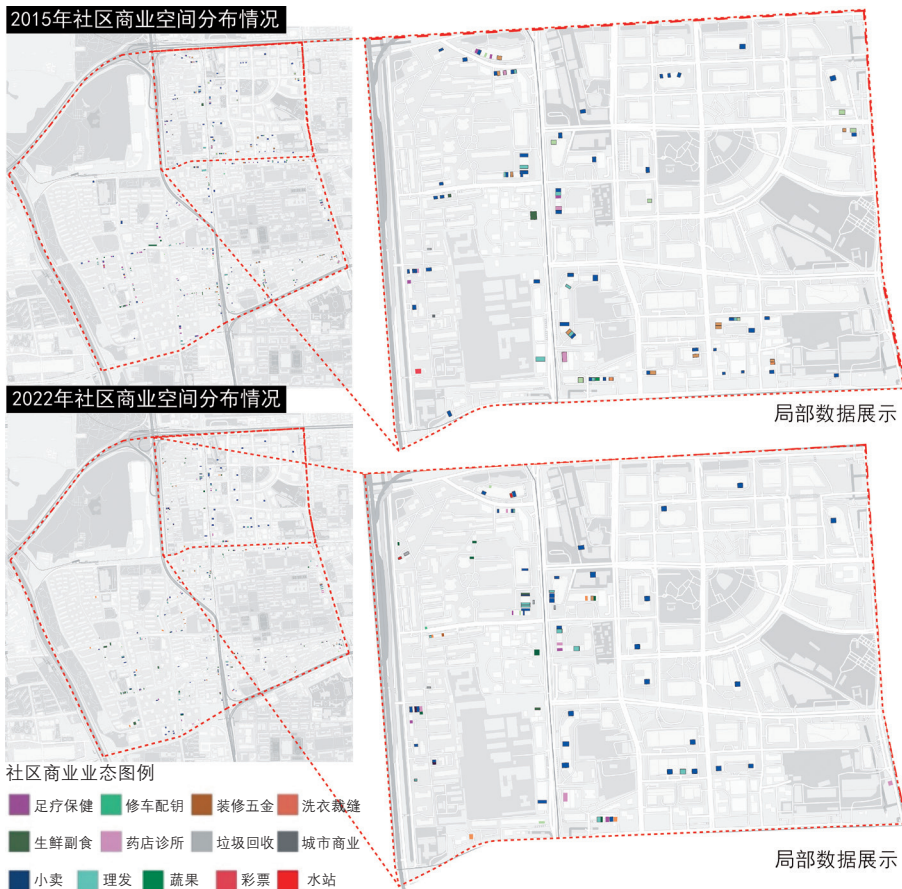 2015年社区商业空间分布情况
局部数据展示
2022年社区商业空间分布情况
局部数据展示
社区商业业态图例
足疗保健 修车配钥 装修五金 洗衣裁缝
生鲜副食 药店诊所 垃圾回收 城市商业
小卖 理发 蔬果 彩票 水站